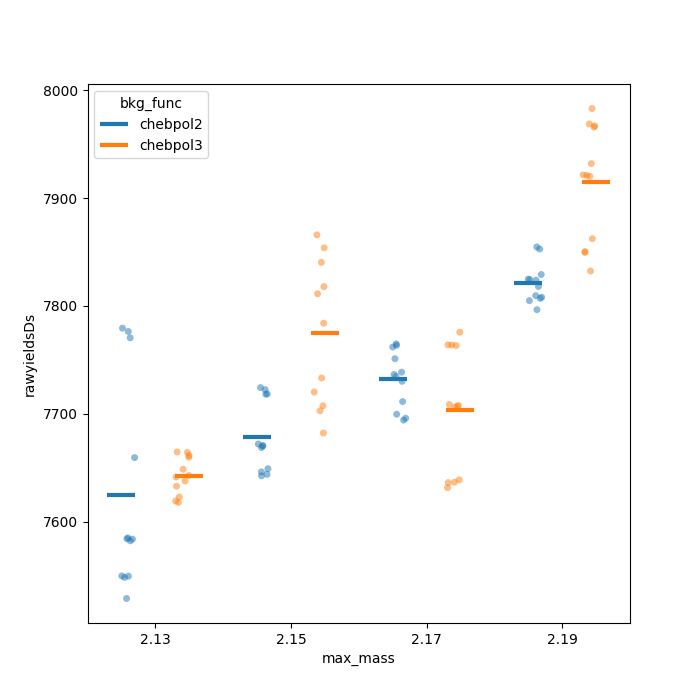 8000
7900
7800
7700
7600
rawyieldsDs
bkg_func
chebpol2
chebpol3
2.13
2.15
2.17
2.19
max_mass